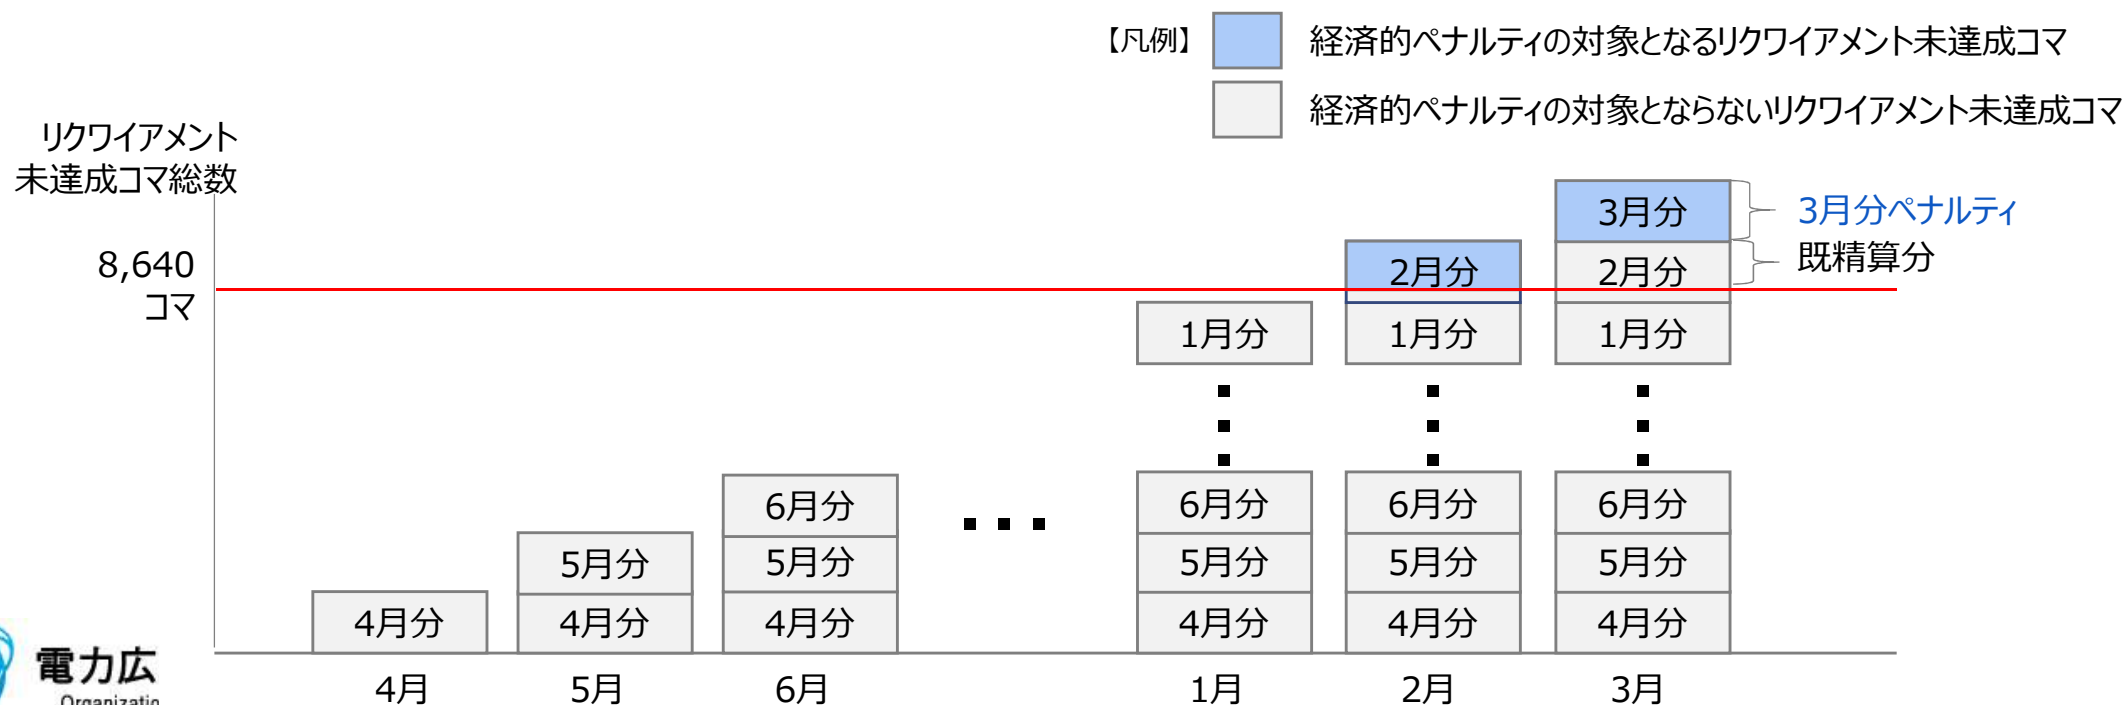 【凡例】
経済的ペナルティの対象となるリクワイアメント未達成コマ
経済的ペナルティの対象とならないリクワイアメント未達成コマ
リクワイアメント
未達成コマ総数
8,640
コマ
3月分
3月分ペナルティ
2月分
2月分
既精算分
1月分
1月分
1月分
6月分
6月分
6月分
6月分
5月分
5月分
5月分
5月分
5月分
4月分
4月分
4月分
4月分
4月分
4月分
4月
5月
6月
1月
2月
3月
電力広
Organizatio